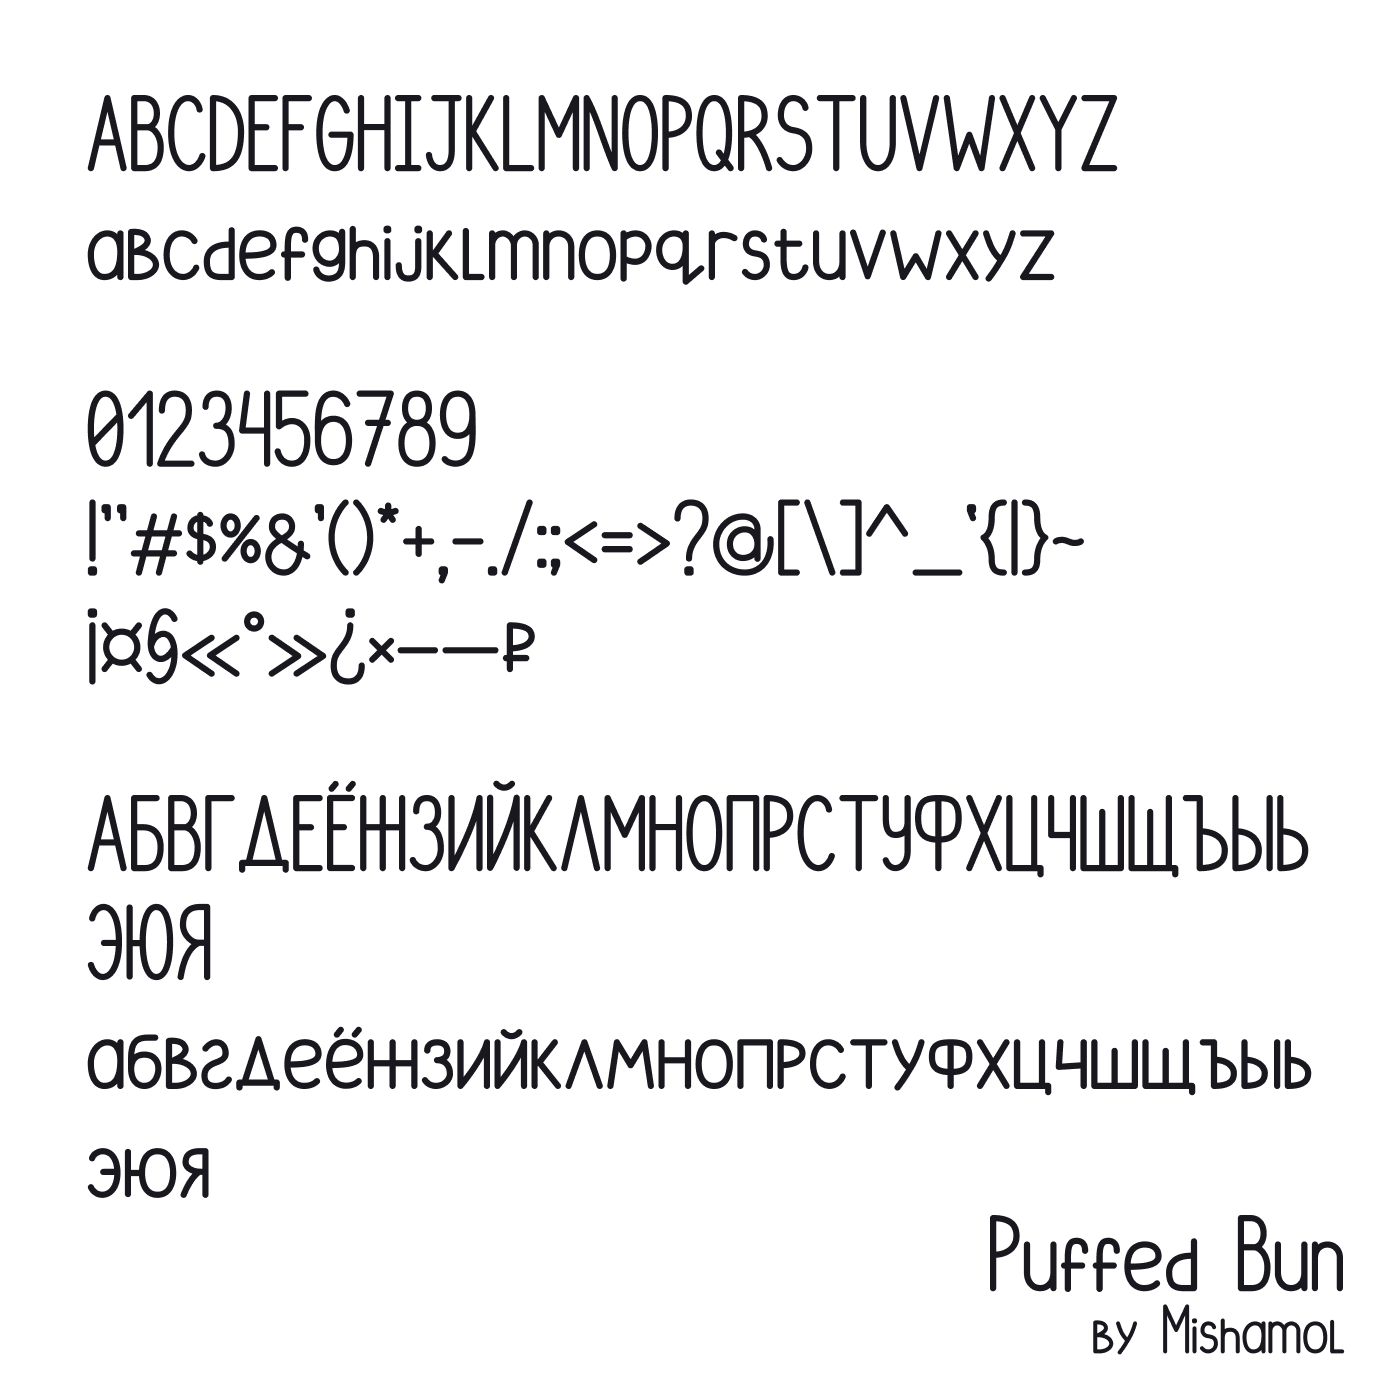 ABCDEFGHIJKLMNOPQRSTUVWXYZ
abcdefghijklmnopqrstuvwxyz
0123456789
!"#$%&'()*+,-./:;<=>?@[\]^_`{|}~
¡¤§«°»¿×–—₽
АБВГДЕЁЖЗИЙКЛМНОПРСТУФХЦЧШЩЪЫЬ
ЭЮЯ
абвгдеёжзийклмнопрстуфхцчшщъыь
эюя
Puffed Bun
by Mishamol